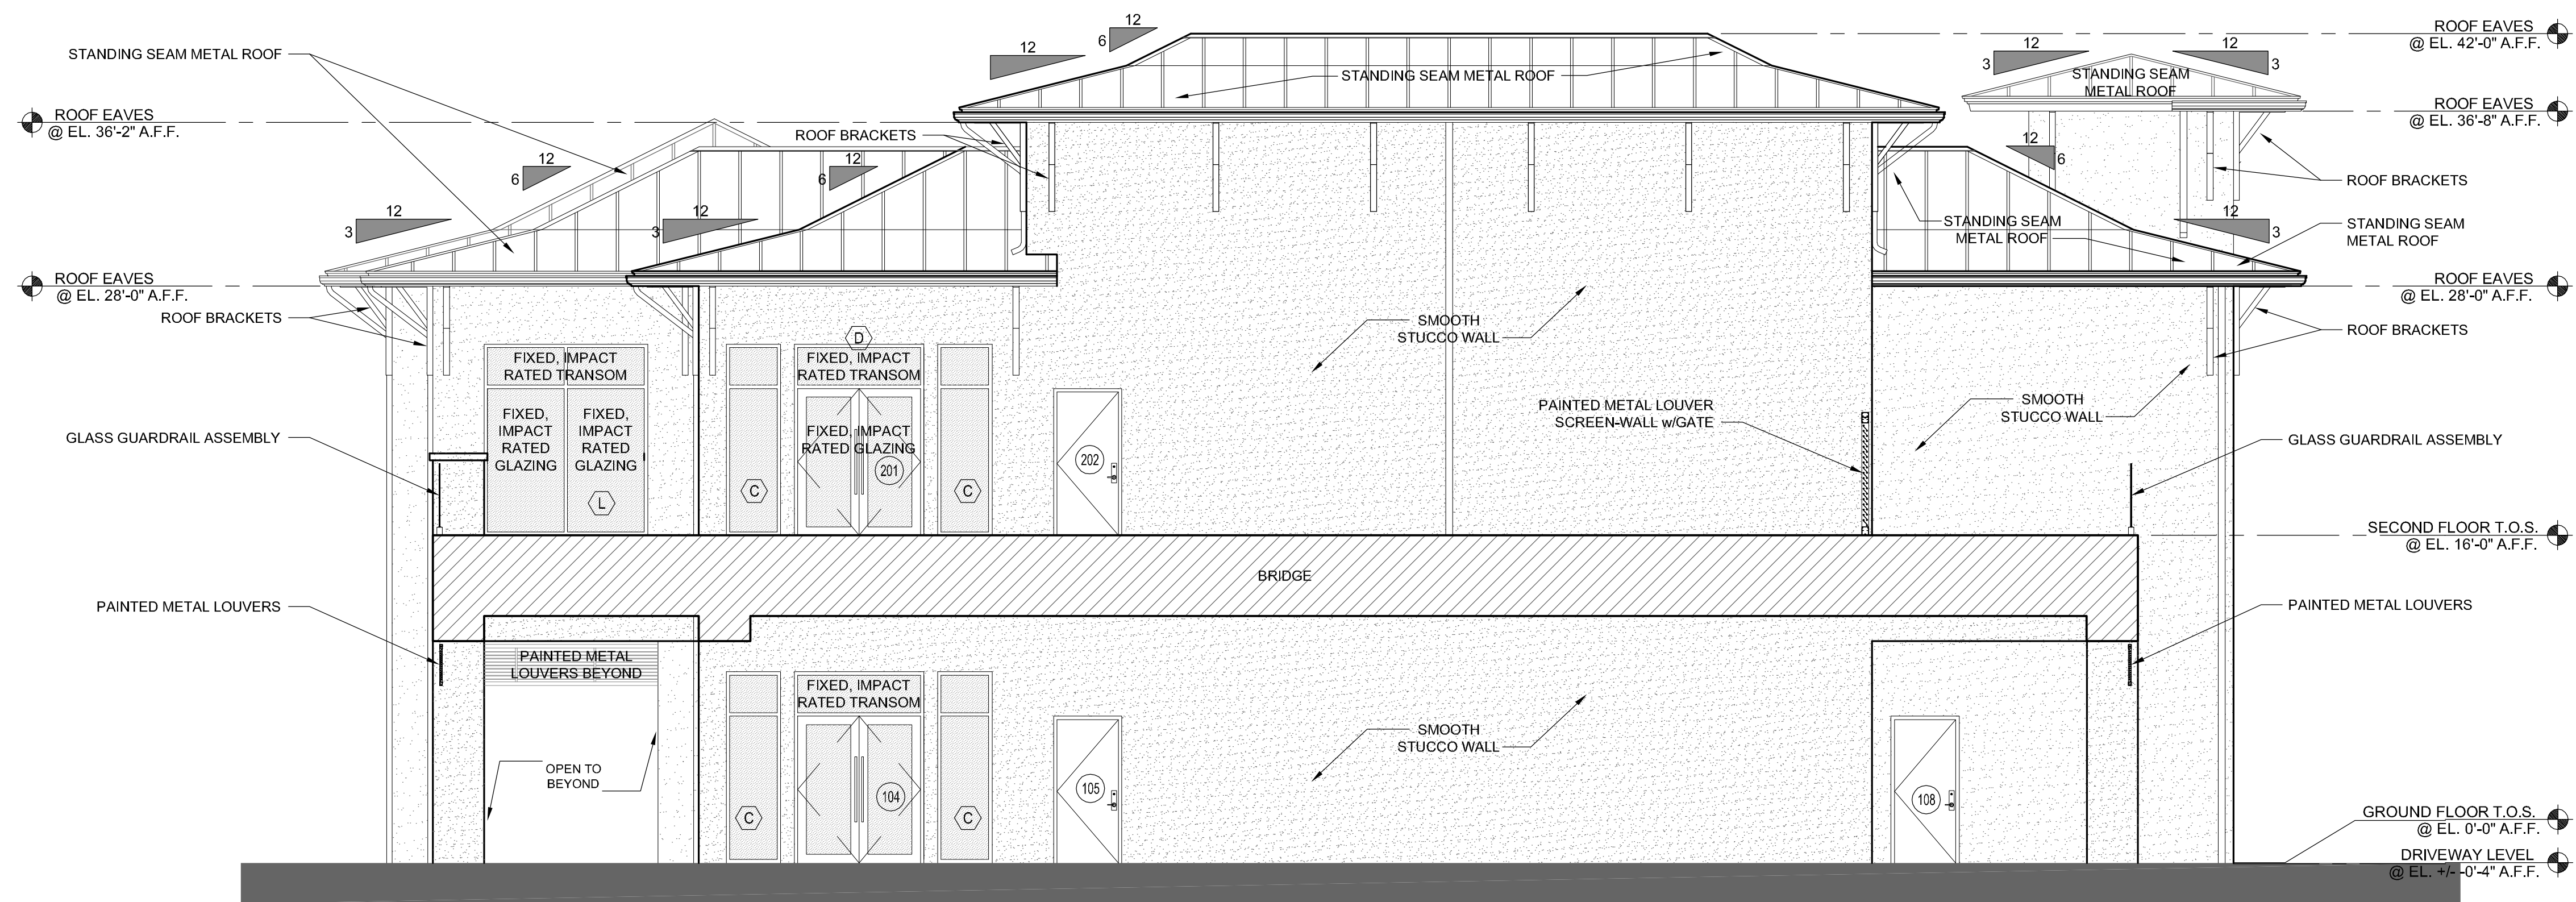 12
6
12
ROOF EAVES
@ EL. 42'-0" A.F.F.
STANDING SEAM METAL ROOF
STANDING SEAM METAL ROOF
12
3
12
3
STANDING SEAM
METAL ROOF
ROOF EAVES
@ EL. 36'-2" A.F.F.
ROOF BRACKETS
ROOF EAVES
@ EL. 36'-8" A.F.F.
12
6
12
6
12
6
ROOF BRACKETS
12
3
12
3
STANDING SEAM
METAL ROOF
12
3
STANDING SEAM
METAL ROOF
ROOF EAVES
@ EL. 28'-0" A.F.F.
ROOF EAVES
@ EL. 28'-0" A.F.F.
ROOF BRACKETS
SMOOTH
STUCCO WALL
ROOF BRACKETS
FIXED, IMPACT
RATED TRANSOM
D
FIXED, IMPACT
RATED TRANSOM
FIXED,
IMPACT
RATED
GLAZING
FIXED,
IMPACT
RATED
GLAZING
L
FIXED, IMPACT
RATED GLAZING
201
C
C
202
PAINTED METAL LOUVER
SCREEN-WALL w/GATE
SMOOTH
STUCCO WALL
GLASS GUARDRAIL ASSEMBLY
GLASS GUARDRAIL ASSEMBLY
SECOND FLOOR T.O.S.
@ EL. 16'-0" A.F.F.
BRIDGE
PAINTED METAL LOUVERS
PAINTED METAL LOUVERS
PAINTED METAL
LOUVERS BEYOND
FIXED, IMPACT
RATED TRANSOM
SMOOTH
STUCCO WALL
OPEN TO
BEYOND
C
104
C
105
108
GROUND FLOOR T.O.S.
@ EL. 0'-0" A.F.F.
DRIVEWAY LEVEL
@ EL. +/- -0'-4" A.F.F.